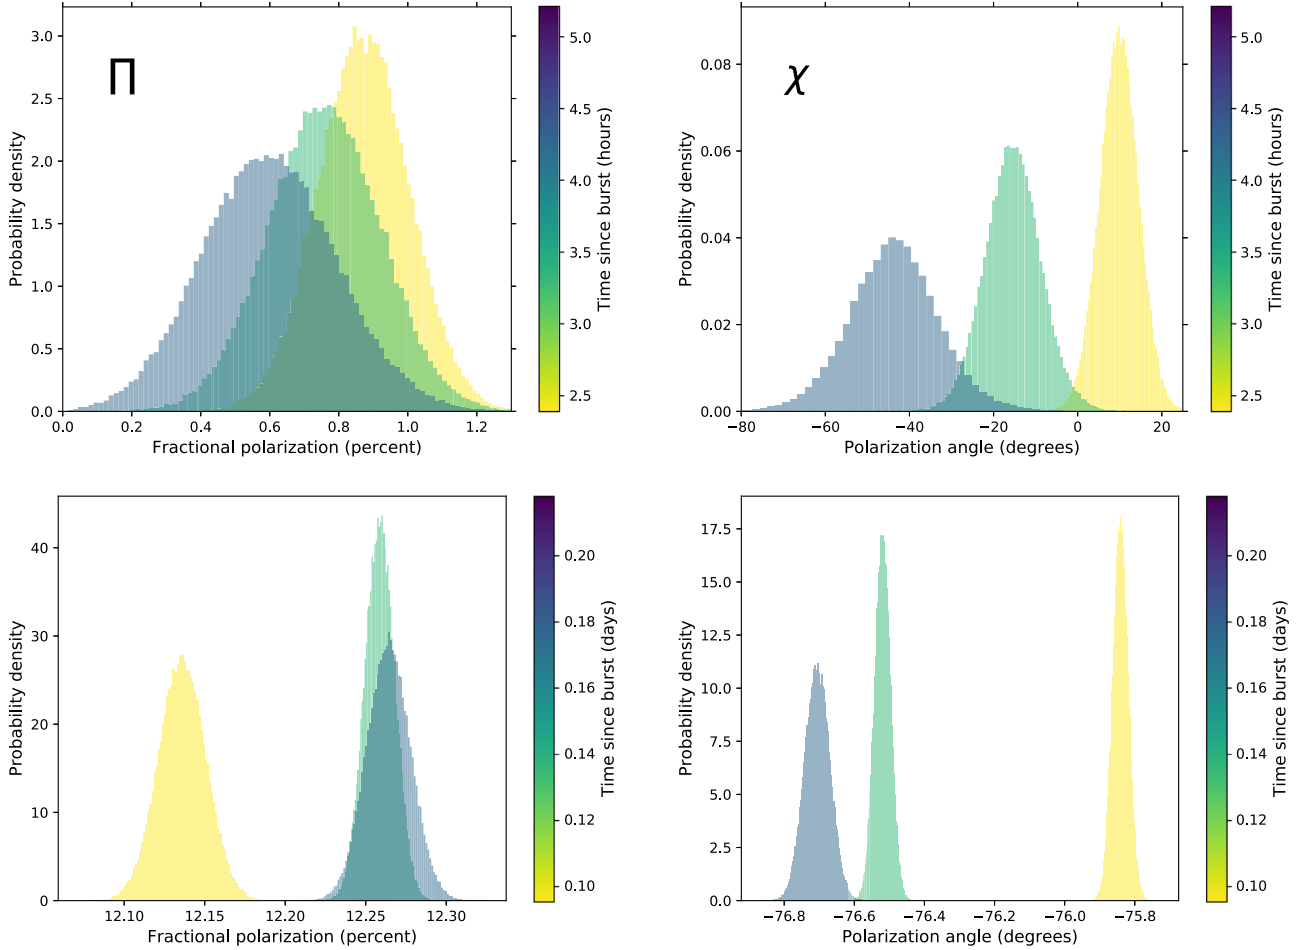 Π
Probability density
3.0
2.5
2.0
1.5
1.0
0.5
0.0
0.0 0.2 0.4 0.6 0.8 1.0 1.2
Fractional polarization (percent)
5.0
4.5
4.0
3.5
3.0
2.5
Time since burst (hours)
χ
Probability density
0.08
0.06
0.04
0.02
0.00
−80 −60 −40 −20 0 20
Polarization angle (degrees)
5.0
4.5
4.0
3.5
3.0
2.5
Time since burst (hours)
Probability density
40
30
20
10
0
12.10 12.15 12.20 12.25 12.30
Fractional polarization (percent)
0.20
0.18
0.16
0.14
0.12
0.10
Time since burst (days)
Probability density
17.5
15.0
12.5
10.0
7.5
5.0
2.5
0.0
−76.8 −76.6 −76.4 −76.2 −76.0 −75.8
Polarization angle (degrees)
0.20
0.18
0.16
0.14
0.12
0.10
Time since burst (days)